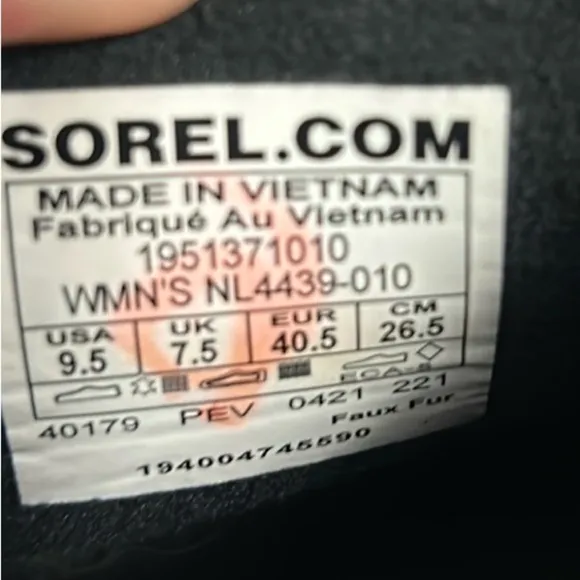 SOREL.COM
MADE IN VIETNAM
Fabriqué Au Vietnam
1951371010
WMN'S NL4439-010
USA UK EUR CM
9.5 7.5 40.5 26.5
ECA-S
40179 PEV 0421 221
Faux Fur
194004745590